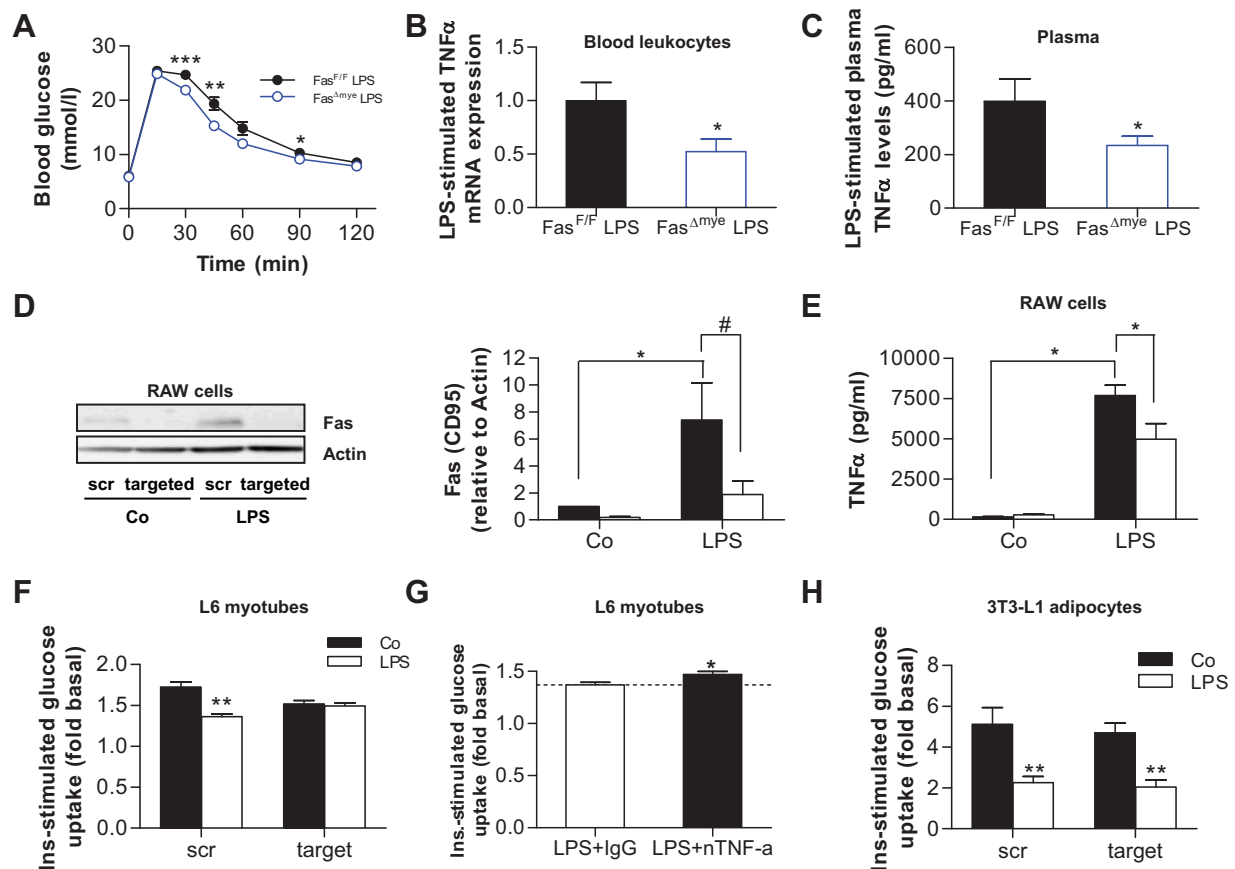 A
Blood glucose
(mmol/l)
30
20
10
0
***
**
*
Fas^F/F LPS
Fas^Δmye LPS
0 30 60 90 120
Time (min)
B
Blood leukocytes
LPS-stimulated TNFα
mRNA expression
1.5
1.0
0.5
0.0
*
Fas^F/F LPS Fas^Δmye LPS
C
Plasma
LPS-stimulated plasma
TNFα levels (pg/ml)
600
400
200
0
*
Fas^F/F LPS Fas^Δmye LPS
D
RAW cells
Fas
Actin
scr targeted scr targeted
Co LPS
Fas (CD95)
(relative to Actin)
12
10
8
6
4
2
0
*
#
Co LPS
E
RAW cells
TNFα (pg/ml)
10000
7500
5000
2500
0
*
*
Co LPS
F
L6 myotubes
Ins-stimulated glucose
uptake (fold basal)
Co
LPS
2.0
1.5
1.0
0.5
0.0
**
scr target
G
L6 myotubes
Ins.-stimulated glucose
uptake (fold basal)
1.5
1.0
0.5
0.0
*
LPS+IgG LPS+nTNF-a
H
3T3-L1 adipocytes
Ins-stimulated glucose
uptake (fold basal)
Co
LPS
8
6
4
2
0
**
**
scr target